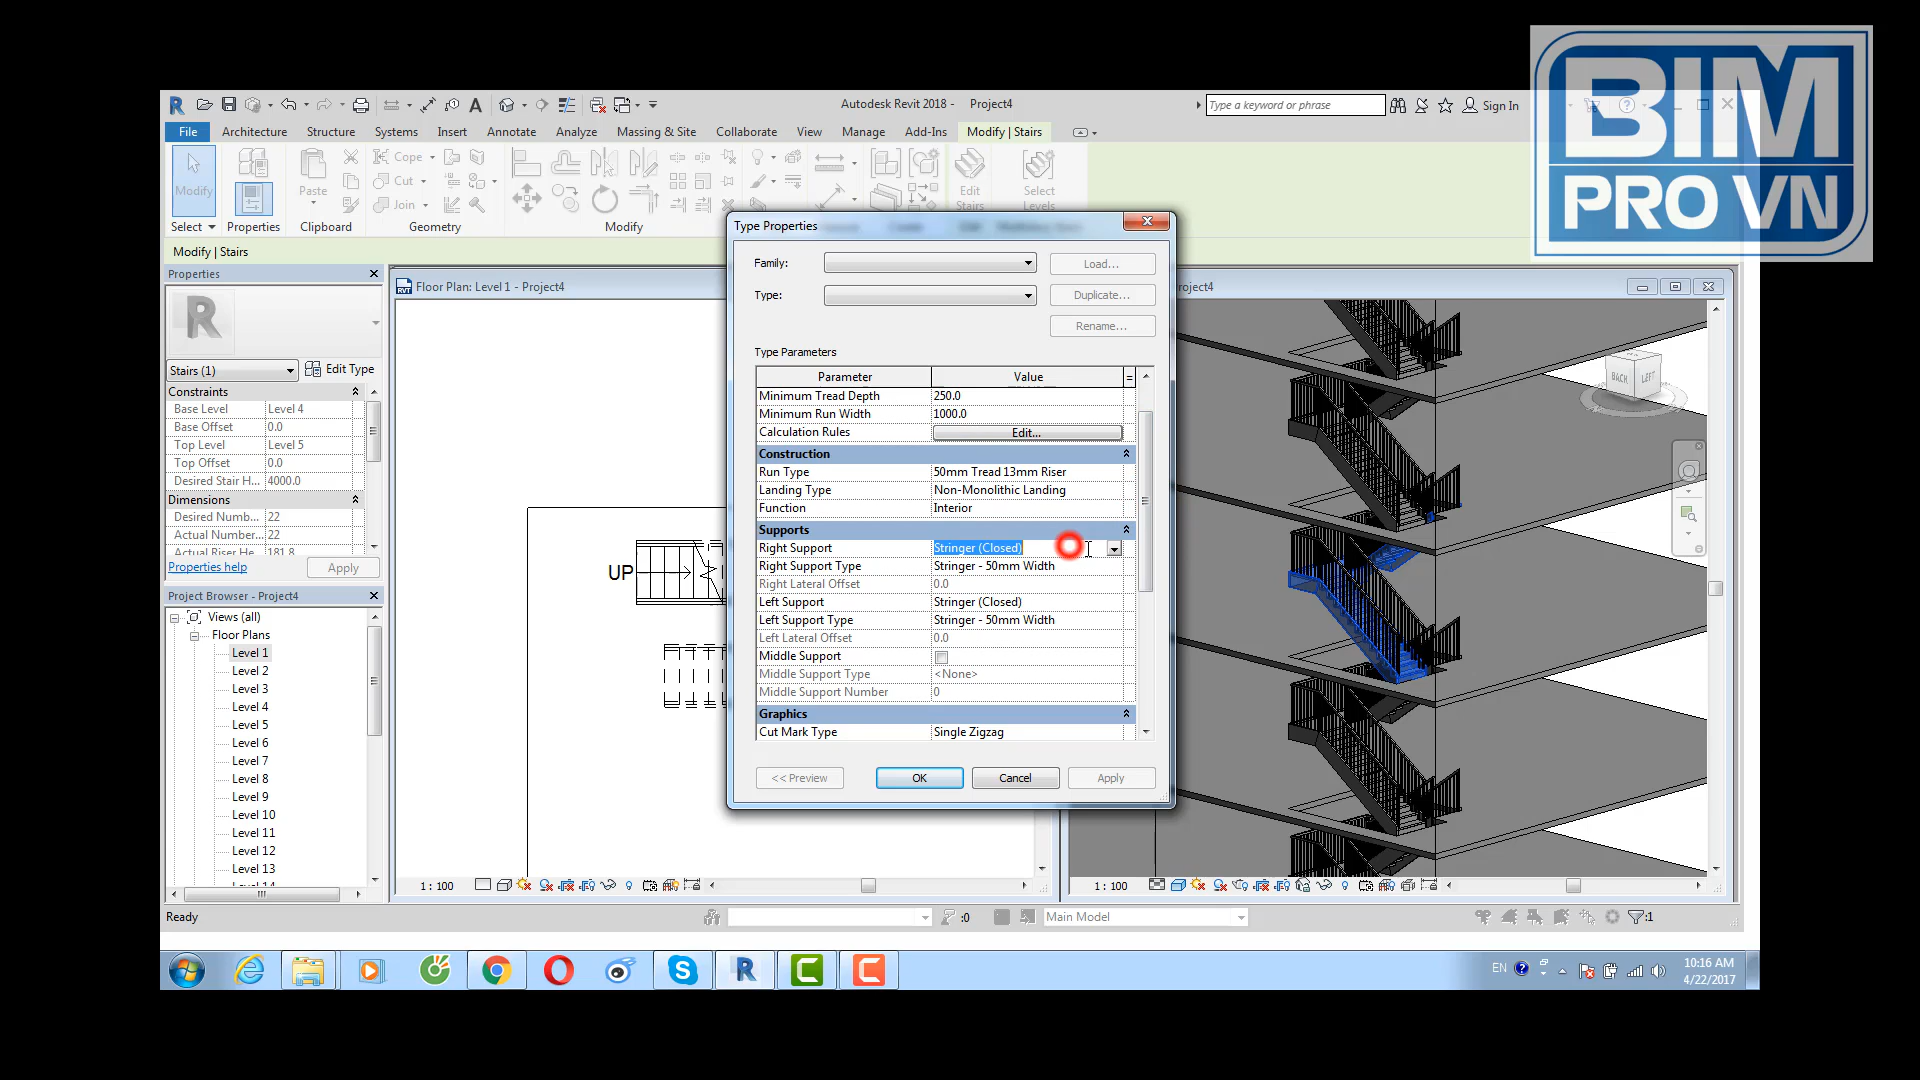 BIM
PRO VN
Autodesk Revit 2018 -
Project4
Type a keyword or phrase
Sign In
File
Architecture
Structure
Systems
Insert
Annotate
Analyze
Massing & Site
Collaborate
View
Manage
Add-Ins
Modify | Stairs
Modify
Paste
Cope
Cut
Join
Edit
Stairs
Select
Levels
Select
Properties
Clipboard
Geometry
Modify
Modify | Stairs
Properties
Stairs (1)
Edit Type
Constraints
Base Level
Level 4
Base Offset
0.0
Top Level
Level 5
Top Offset
0.0
Desired Stair H...
4000.0
Dimensions
Desired Numb...
22
Actual Numbe...
22
Actual Riser He...
181.8
Properties help
Apply
Project Browser - Project4
Views (all)
Floor Plans
Level 1
Level 2
Level 3
Level 4
Level 5
Level 6
Level 7
Level 8
Level 9
Level 10
Level 11
Level 12
Level 13
Level 14
Floor Plan: Level 1 - Project4
UP
1 : 100
Type Properties
Family:
Load...
Type:
Duplicate...
Rename...
Type Parameters
Parameter
Value
=
Minimum Tread Depth
250.0
Minimum Run Width
1000.0
Calculation Rules
Edit...
Construction
Run Type
50mm Tread 13mm Riser
Landing Type
Non-Monolithic Landing
Function
Interior
Supports
Right Support
Stringer (Closed)
Right Support Type
Stringer - 50mm Width
Right Lateral Offset
0.0
Left Support
Stringer (Closed)
Left Support Type
Stringer - 50mm Width
Left Lateral Offset
0.0
Middle Support
Middle Support Type
<None>
Middle Support Number
0
Graphics
Cut Mark Type
Single Zigzag
<< Preview
OK
Cancel
Apply
roject4
BACK
LEFT
1 : 100
Ready
:0
Main Model
:1
EN
10:16 AM
4/22/2017